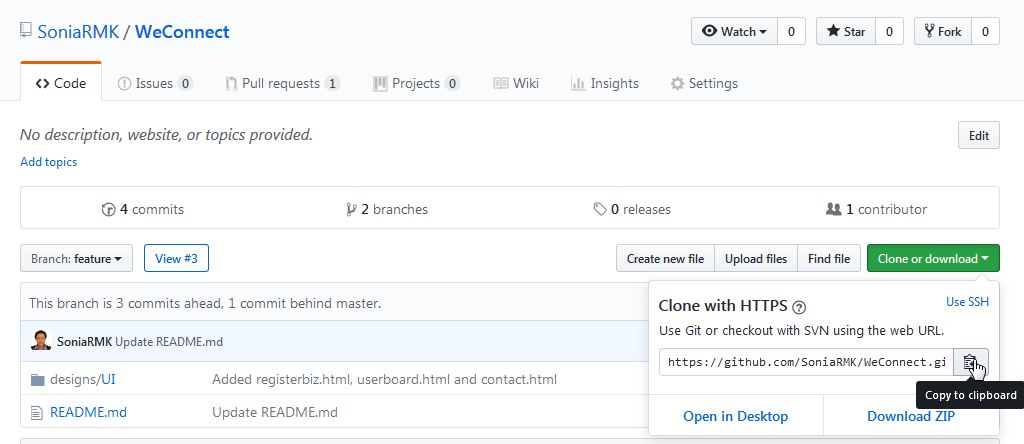 SoniaRMK / WeConnect
Watch 0 Star 0 Fork 0
Code Issues 0 Pull requests 1 Projects 0 Wiki Insights Settings
No description, website, or topics provided. Edit
Add topics
4 commits 2 branches 0 releases 1 contributor
Branch: feature View #3 Create new file Upload files Find file Clone or download
This branch is 3 commits ahead, 1 commit behind master.
SoniaRMK Update README.md
designs/UI Added registerbiz.html, userboard.html and contact.html
README.md Update README.md
Clone with HTTPS ? Use SSH
Use Git or checkout with SVN using the web URL.
https://github.com/SoniaRMK/WeConnect.gi
Copy to clipboard
Open in Desktop Download ZIP